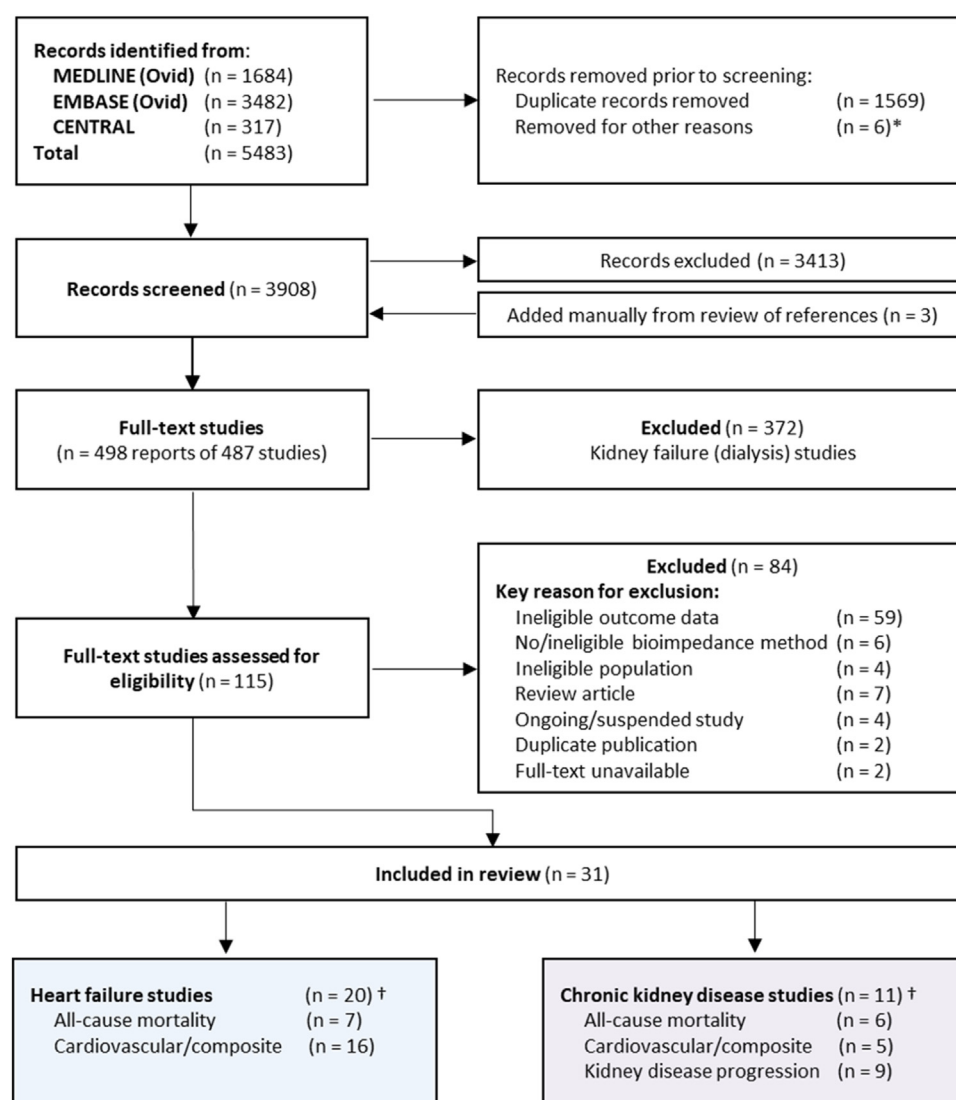 Records identified from:
MEDLINE (Ovid) (n = 1684)
EMBASE (Ovid) (n = 3482)
CENTRAL (n = 317)
Total (n = 5483)
Records removed prior to screening:
Duplicate records removed (n = 1569)
Removed for other reasons (n = 6)*
Records screened (n = 3908)
Records excluded (n = 3413)
Added manually from review of references (n = 3)
Full-text studies
(n = 498 reports of 487 studies)
Excluded (n = 372)
Kidney failure (dialysis) studies
Full-text studies assessed for
eligibility (n = 115)
Excluded (n = 84)
Key reason for exclusion:
Ineligible outcome data (n = 59)
No/ineligible bioimpedance method (n = 6)
Ineligible population (n = 4)
Review article (n = 7)
Ongoing/suspended study (n = 4)
Duplicate publication (n = 2)
Full-text unavailable (n = 2)
Included in review (n = 31)
Heart failure studies (n = 20) †
All-cause mortality (n = 7)
Cardiovascular/composite (n = 16)
Chronic kidney disease studies (n = 11) †
All-cause mortality (n = 6)
Cardiovascular/composite (n = 5)
Kidney disease progression (n = 9)